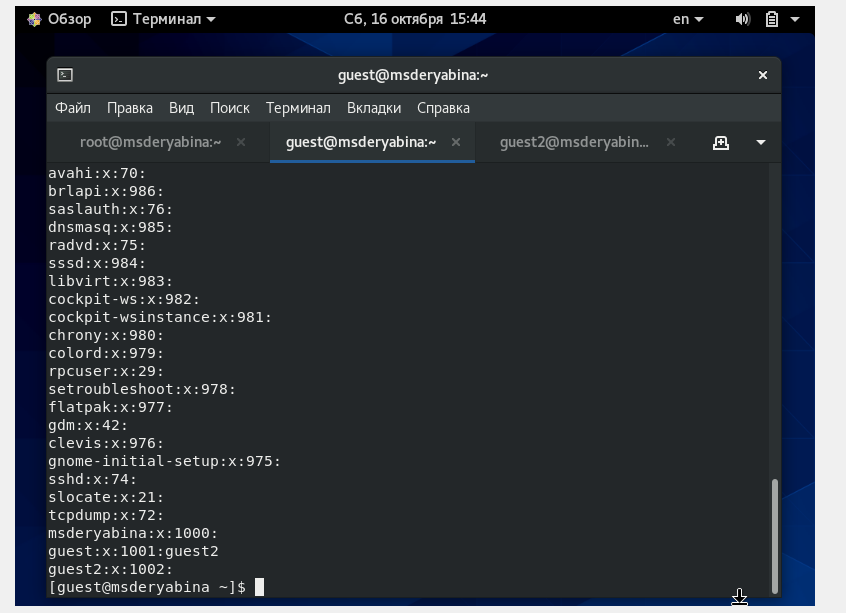 Обзор Терминал Сб, 16 октября 15:44 en
guest@msderyabina:~
Файл Правка Вид Поиск Терминал Вкладки Справка
root@msderyabina:~ guest@msderyabina:~ guest2@msderyabin...
avahi:x:70:
brlapi:x:986:
saslauth:x:76:
dnsmasq:x:985:
radvd:x:75:
sssd:x:984:
libvirt:x:983:
cockpit-ws:x:982:
cockpit-wsinstance:x:981:
chrony:x:980:
colord:x:979:
rpcuser:x:29:
setroubleshoot:x:978:
flatpak:x:977:
gdm:x:42:
clevis:x:976:
gnome-initial-setup:x:975:
sshd:x:74:
slocate:x:21:
tcpdump:x:72:
msderyabina:x:1000:
guest:x:1001:guest2
guest2:x:1002:
[guest@msderyabina ~]$